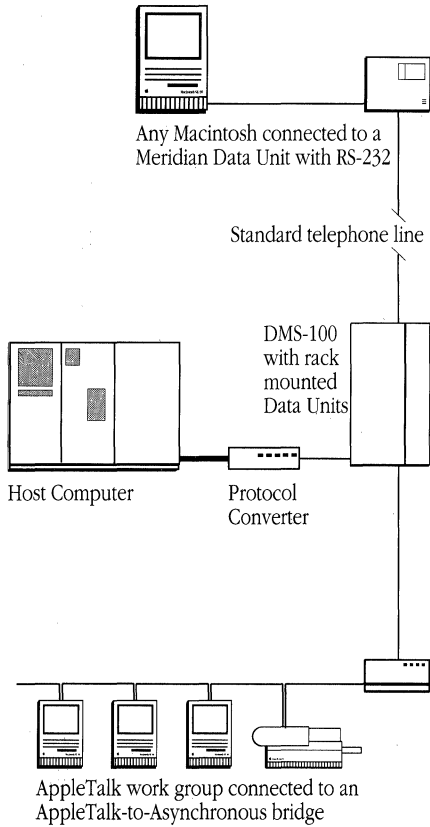 Any Macintosh connected to a
Meridian Data Unit with RS-232
Standard telephone line
DMS-100
with rack
mounted
Data Units
Host Computer
Protocol
Converter
AppleTalk work group connected to an
AppleTalk-to-Asynchronous bridge